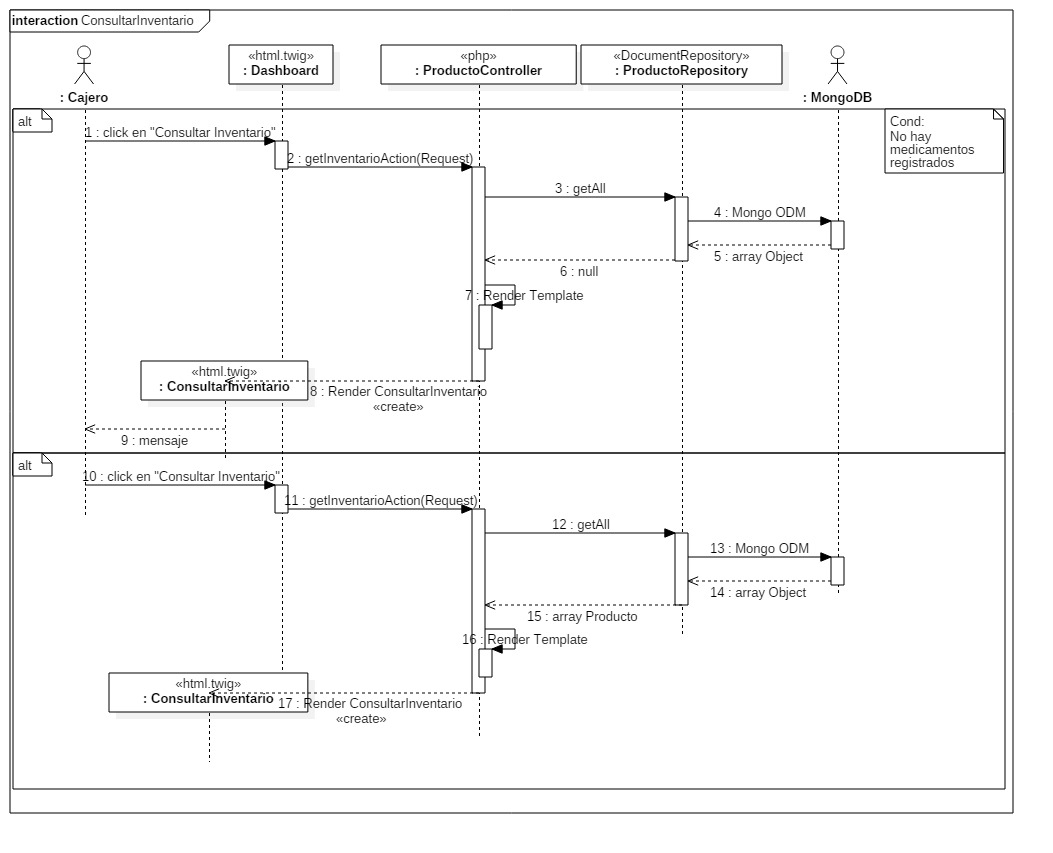 interaction ConsultarInventario
«html.twig»
: Dashboard
«php»
: ProductoController
«DocumentRepository»
: ProductoRepository
: Cajero
: MongoDB
alt
Cond:
No hay
medicamentos
registrados
1 : click en "Consultar Inventario"
2 : getInventarioAction(Request)
3 : getAll
4 : Mongo ODM
5 : array Object
6 : null
7 : Render Template
«html.twig»
: ConsultarInventario
8 : Render ConsultarInventario
«create»
9 : mensaje
alt
10 : click en "Consultar Inventario"
11 : getInventarioAction(Request)
12 : getAll
13 : Mongo ODM
14 : array Object
15 : array Producto
16 : Render Template
«html.twig»
: ConsultarInventario
17 : Render ConsultarInventario
«create»